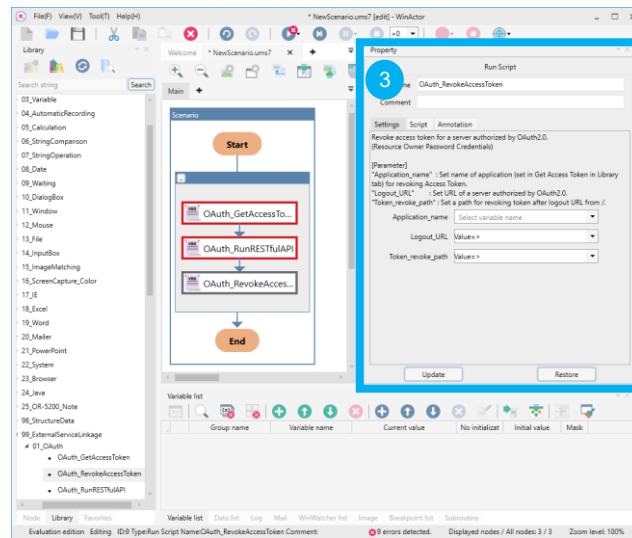 File(F) View(V) Tool(T) Help(H)
* NewScenario.ums7 [edit] - WinActor
Library
Search string
Search
03_Variable
04_AutomaticRecording
05_Calculation
06_StringComparison
07_StringOperation
08_Date
09_Waiting
10_DialogBox
11_Window
12_Mouse
13_File
14_InputBox
15_ImageMatching
16_ScreenCapture_Color
17_IE
18_Excel
19_Word
20_Mailer
21_PowerPoint
22_System
23_Browser
24_Java
25_OR-5200_Note
98_StructureData
99_ExternalServiceLinkage
01_OAuth
OAuth_GetAccessToken
OAuth_RevokeAccessToken
OAuth_RunRESTfulAPI
Node Library Favorites
±0
Welcome * NewScenario.ums7
Main
Scenario
Start
OAuth_GetAccessTo...
OAuth_RunRESTfulAPI
OAuth_RevokeAcces...
End
Property
3
Run Script
OAuth_RevokeAccessToken
Comment
Settings Script Annotation
Revoke access token for a server authorized by OAuth2.0.
(Resource Owner Password Credentials)
[Parameter]
"Application_name" : Set name of application (set in Get Access Token in Library
tab) for revoking Access Token.
"Logout_URL" : Set URL of a server authorized by OAuth2.0.
"Token_revoke_path" : Set a path for revoking token after logout URL from /.
Application_name Select variable name
Logout_URL Value=>
Token_revoke_path Value=>
Update Restore
Variable list
Group name Variable name Current value No initializat Initial value Mask
Variable list Data list Log Mail WinWatcher list Image Breakpoint list Subroutine
Evaluation edition Editing ID:9 Type:Run Script Name:OAuth_RevokeAccessToken Comment: 9 errors detected. Displayed nodes / All nodes: 3 / 3 Zoom level: 100%